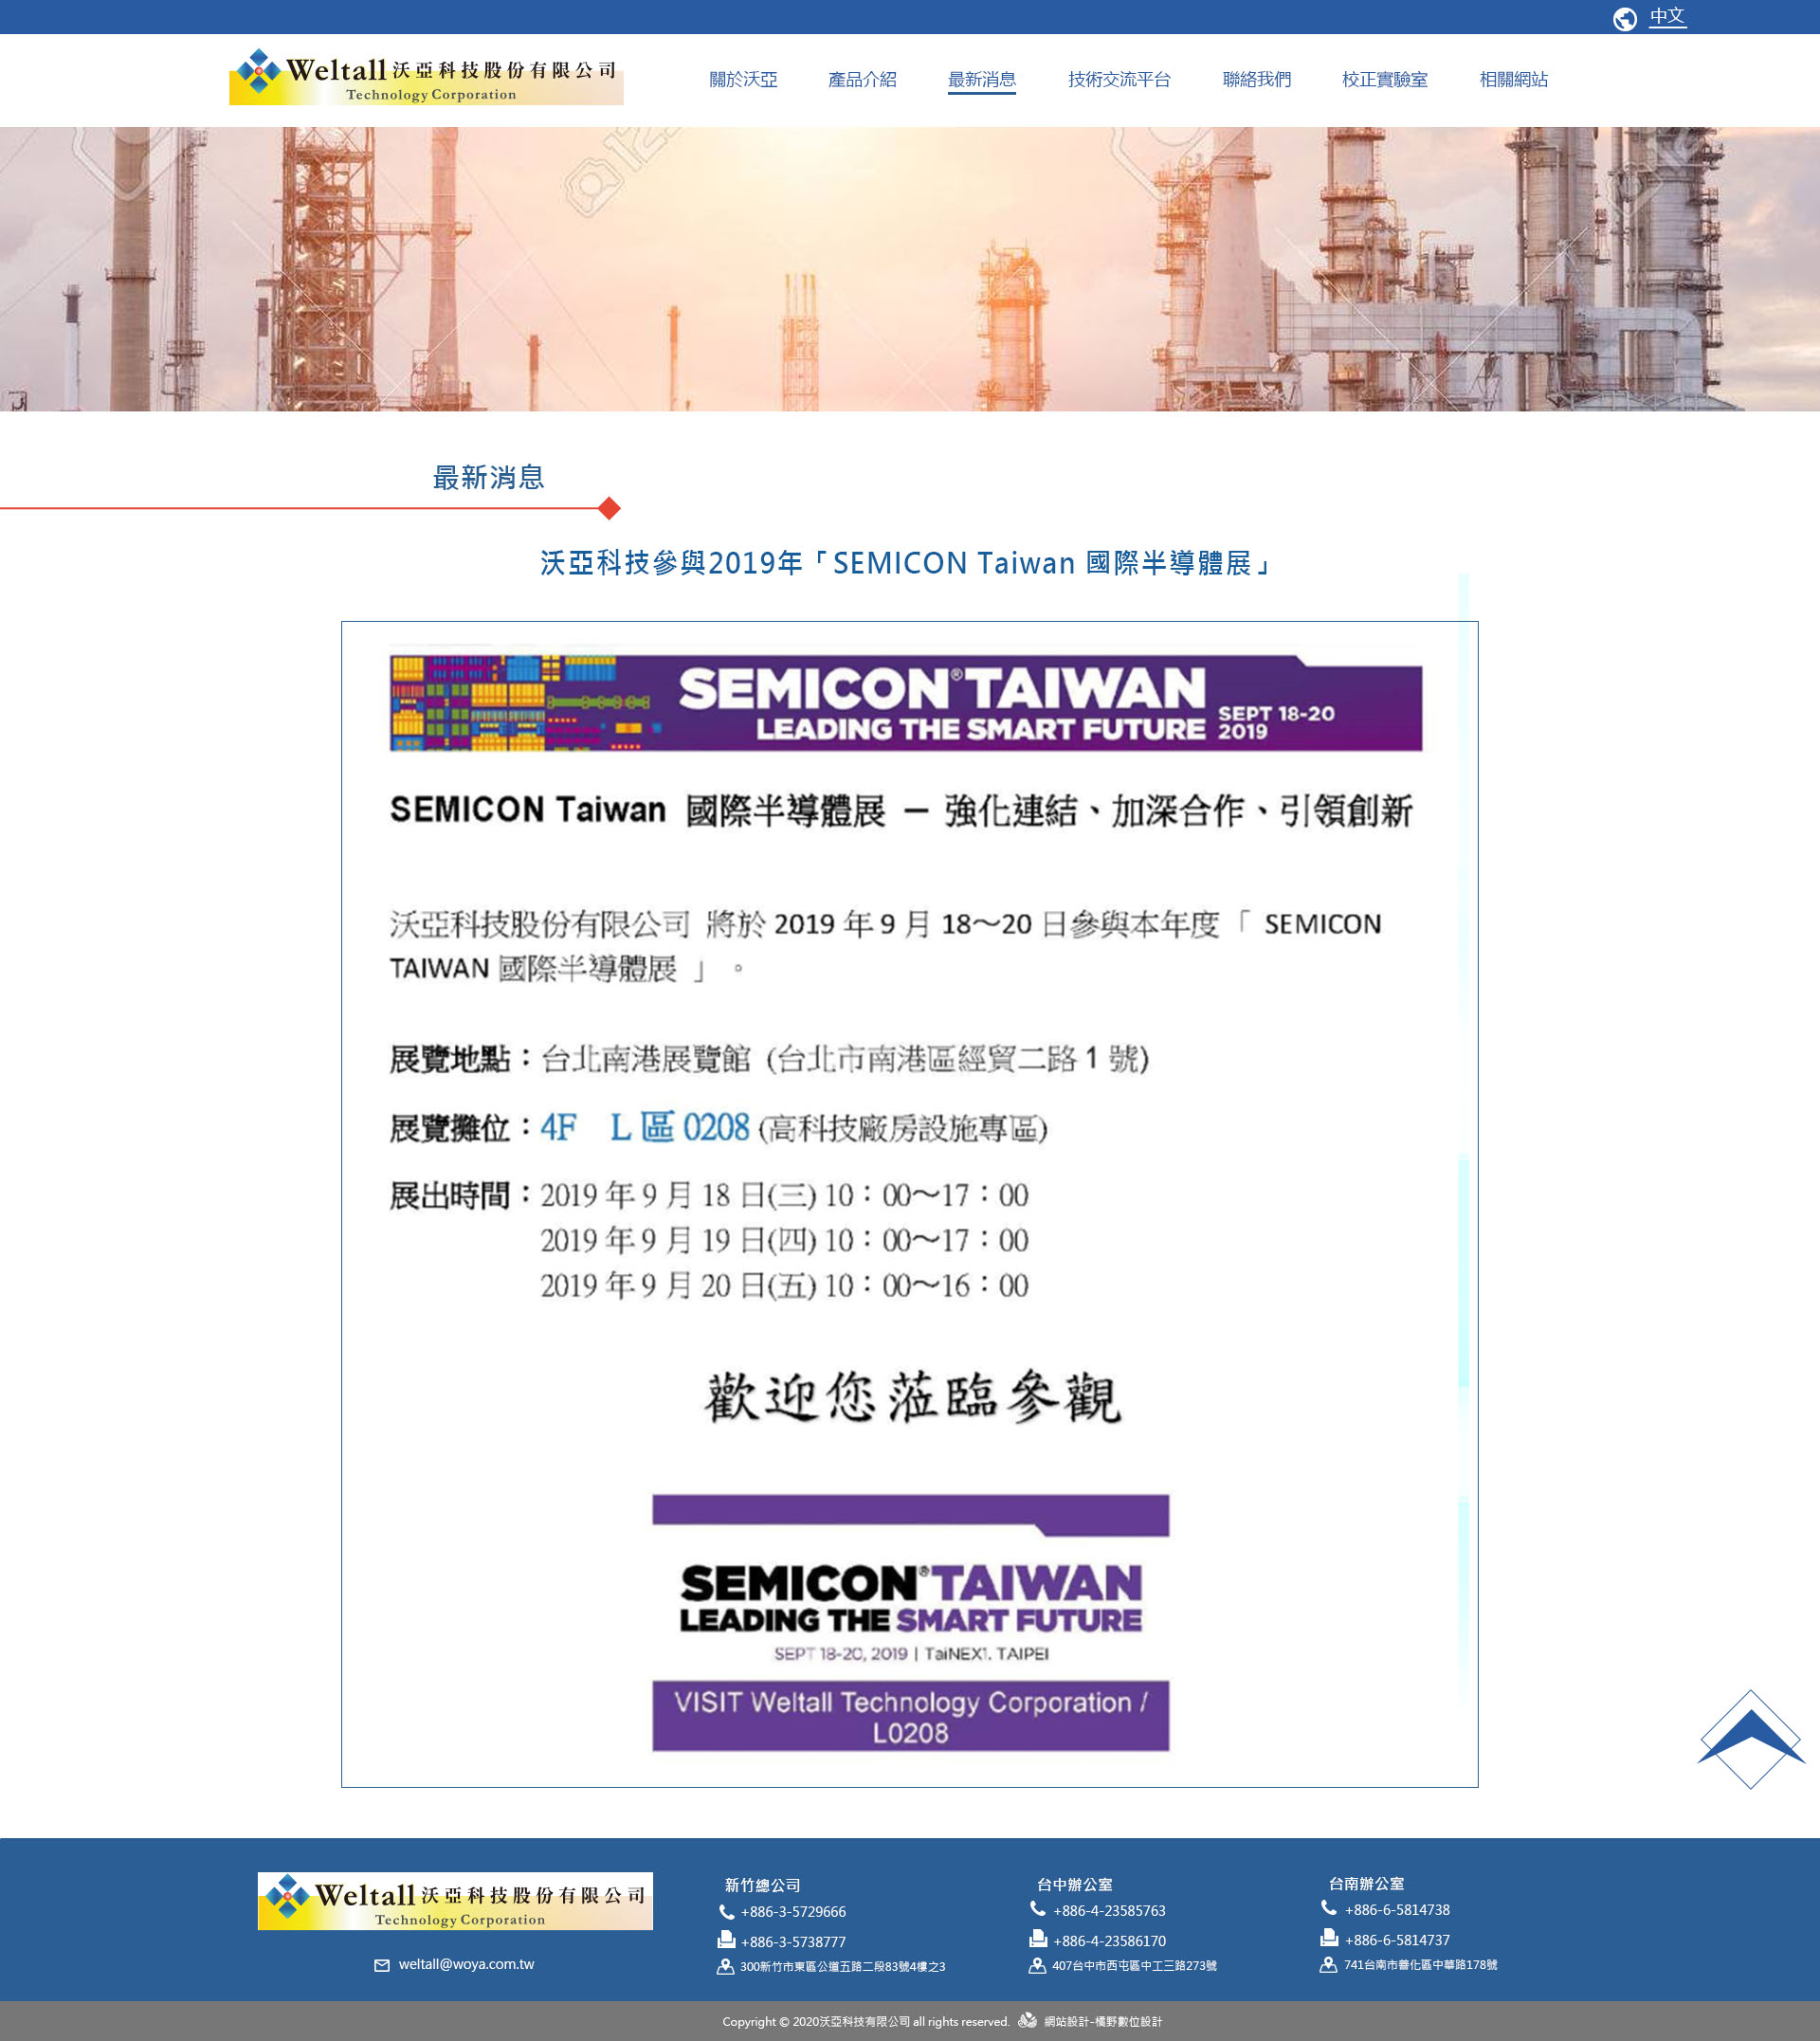 中文
Weltall 沃亞科技股份有限公司
Technology Corporation
關於沃亞 產品介紹 最新消息 技術交流平台 聯絡我們 校正實驗室 相關網站
最新消息
沃亞科技參與2019年「SEMICON Taiwan 國際半導體展」
SEMICON® TAIWAN
LEADING THE SMART FUTURE SEPT 18-20
2019
SEMICON Taiwan 國際半導體展 － 強化連結、加深合作、引領創新
沃亞科技股份有限公司 將於 2019 年 9 月 18～20 日參與本年度「 SEMICON
TAIWAN 國際半導體展 」 。
展覽地點：台北南港展覽館 (台北市南港區經貿二路 1 號)
展覽攤位：4F L 區 0208 (高科技廠房設施專區)
展出時間：2019 年 9 月 18 日(三) 10：00～17：00
2019 年 9 月 19 日(四) 10：00～17：00
2019 年 9 月 20 日(五) 10：00～16：00
歡迎您蒞臨參觀
SEMICON® TAIWAN
LEADING THE SMART FUTURE
SEPT 18-20, 2019 | TaiNEX1, TAIPEI
VISIT Weltall Technology Corporation /
L0208
Weltall 沃亞科技股份有限公司
Technology Corporation
weltall@woya.com.tw
新竹總公司
+886-3-5729666
+886-3-5738777
300新竹市東區公道五路二段83號4樓之3
台中辦公室
+886-4-23585763
+886-4-23586170
407台中市西屯區中工三路273號
台南辦公室
+886-6-5814738
+886-6-5814737
741台南市善化區中華路178號
Copyright © 2020沃亞科技有限公司 all rights reserved. 網站設計-橘野數位設計